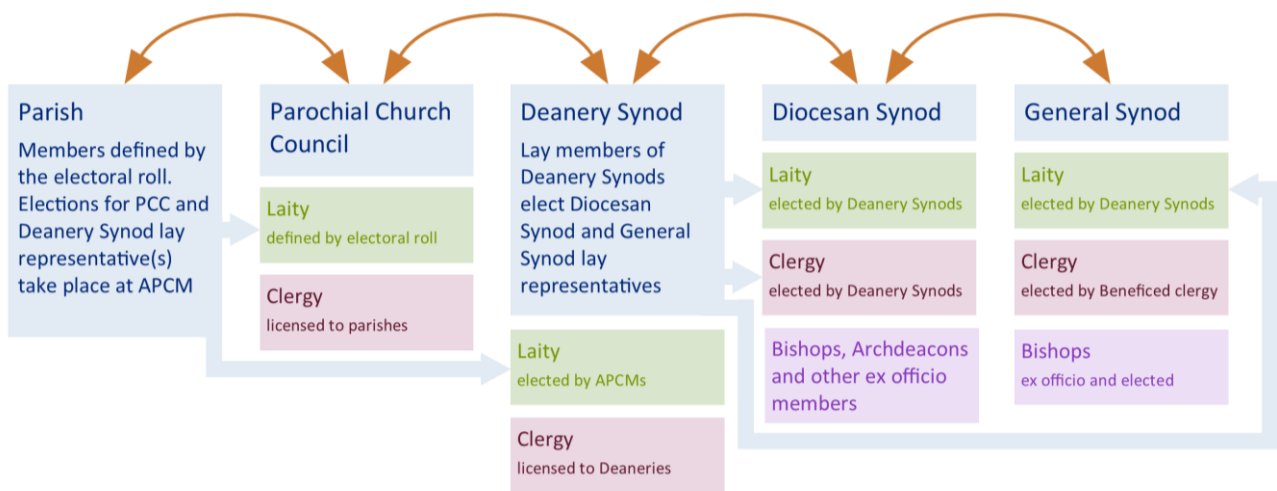 Parish
Members defined by
the electoral roll.
Elections for PCC and
Deanery Synod lay
representative(s)
take place at APCM
Parochial Church
Council
Laity
defined by electoral roll
Clergy
licensed to parishes
Deanery Synod
Lay members of
Deanery Synods
elect Diocesan
Synod and General
Synod lay
representatives
Laity
elected by APCMs
Clergy
licensed to Deaneries
Diocesan Synod
Laity
elected by Deanery Synods
Clergy
elected by Deanery Synods
Bishops, Archdeacons
and other ex officio
members
General Synod
Laity
elected by Deanery Synods
Clergy
elected by Beneficed clergy
Bishops
ex officio and elected